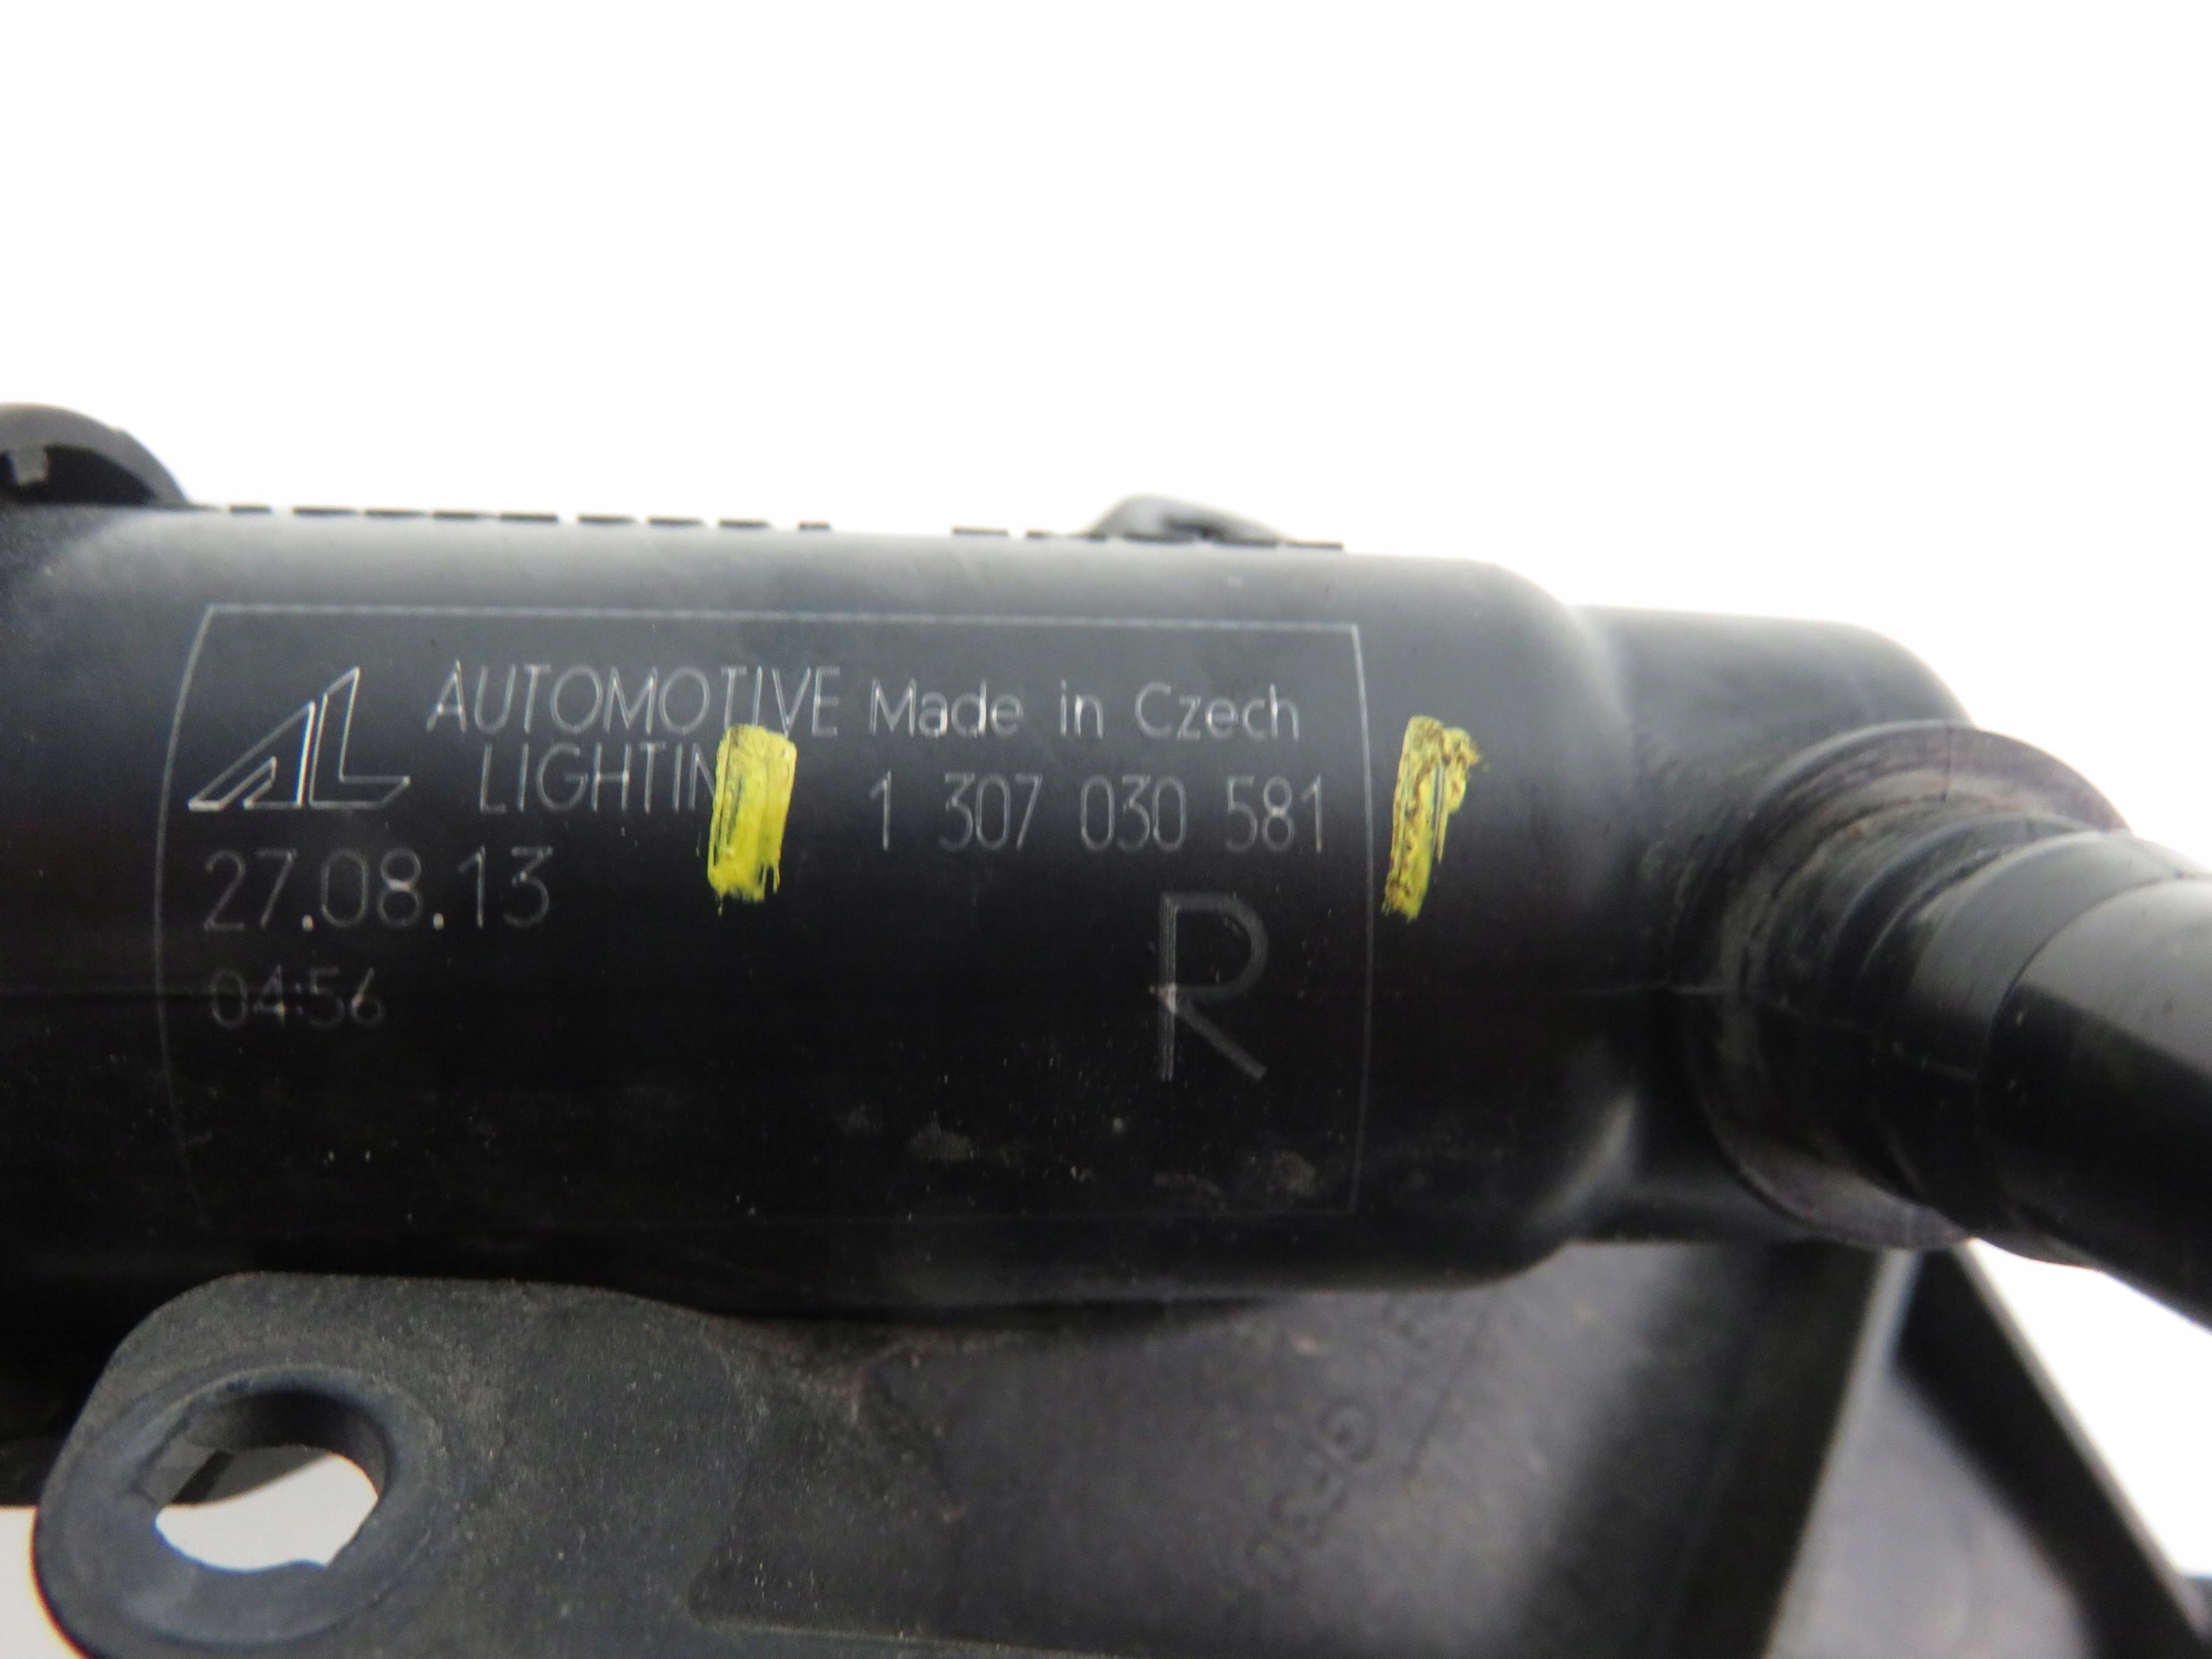 AUTOMOTIVE Made in Czech
LIGHTIN 1 307 030 581
27.08.13
R
04:56